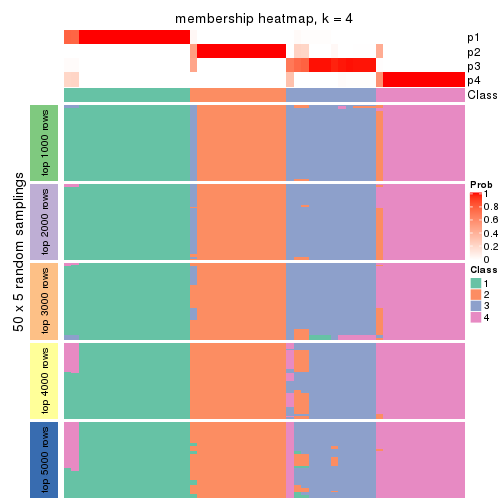 membership heatmap, k = 4
p1
p2
p3
p4
Class
50 x 5 random samplings
top 1000 rows
top 2000 rows
top 3000 rows
top 4000 rows
top 5000 rows
Prob
1
0.8
0.6
0.4
0.2
0
Class
1
2
3
4